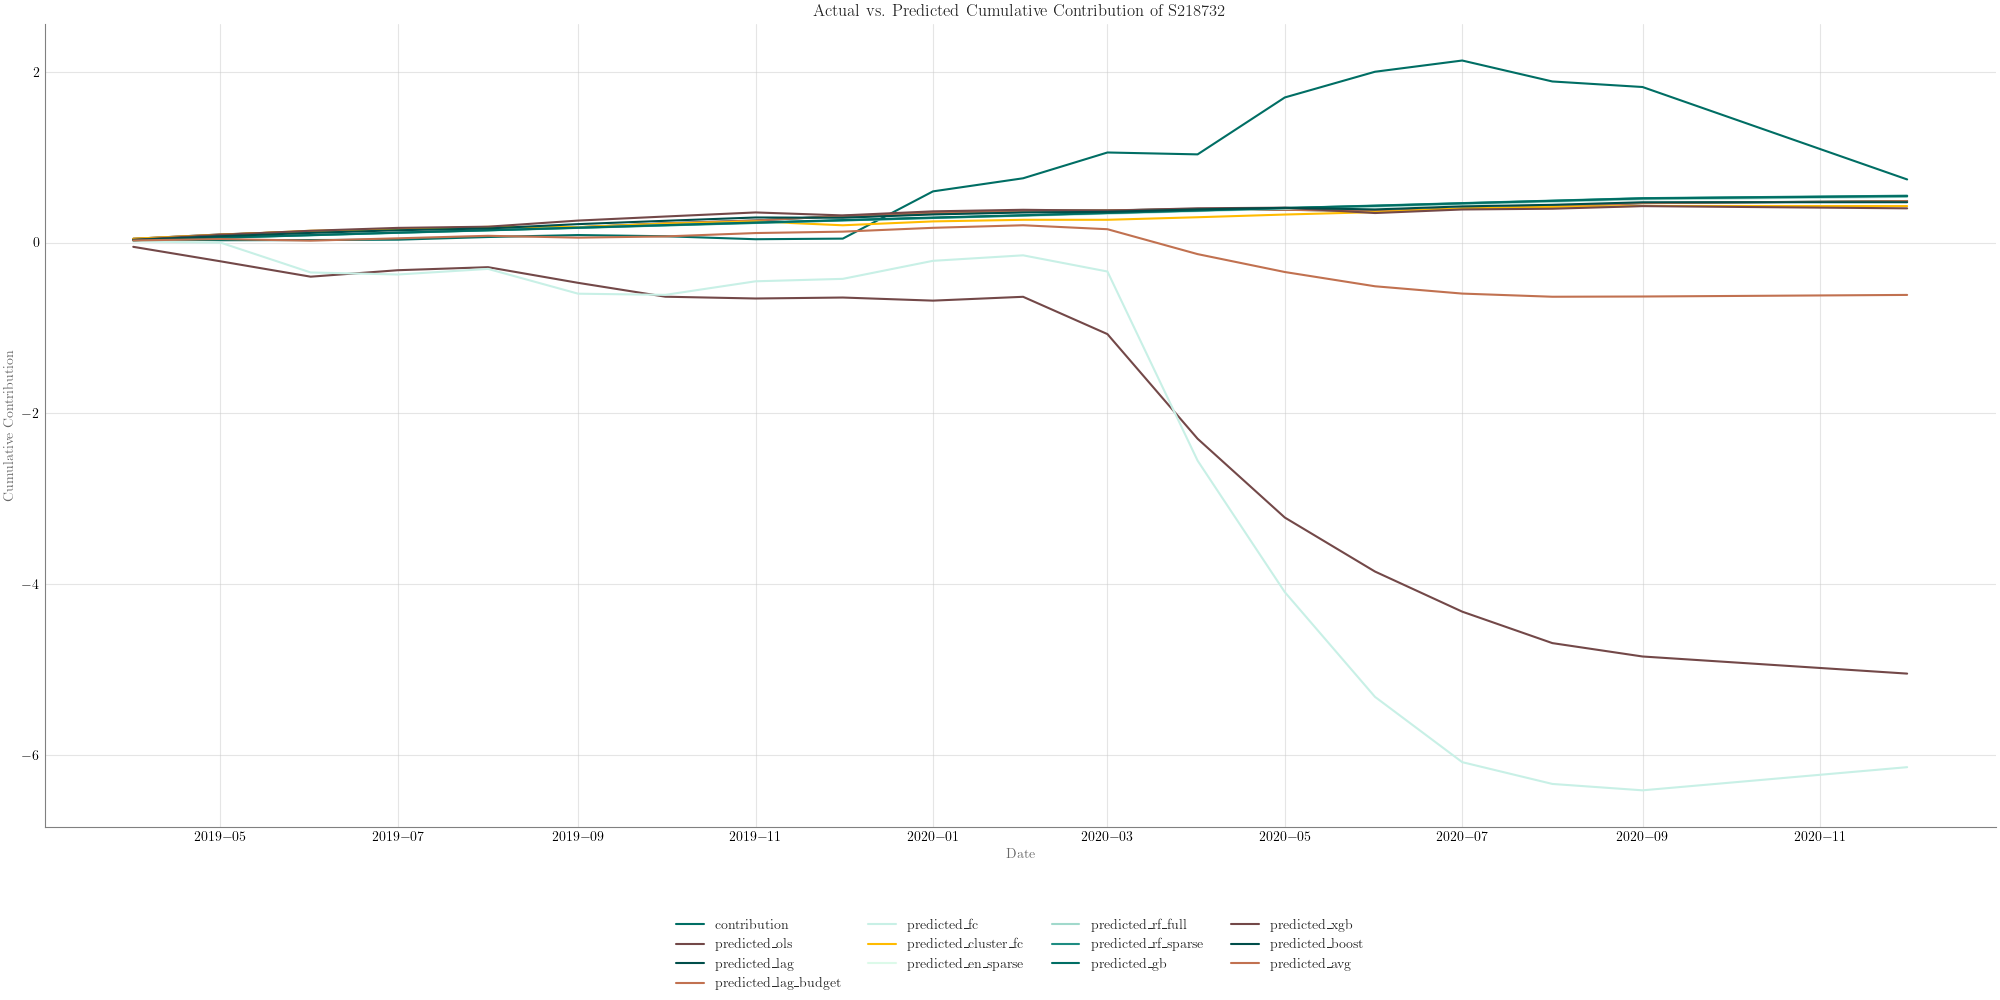 Actual vs. Predicted Cumulative Contribution of S218732
2
0
−2
−4
−6
Cumulative Contribution
2019−05 2019−07 2019−09 2019−11 2020−01 2020−03 2020−05 2020−07 2020−09 2020−11
Date
contribution predicted_fc predicted_rf_full predicted_xgb
predicted_ols predicted_cluster_fc predicted_rf_sparse predicted_boost
predicted_lag predicted_en_sparse predicted_gb predicted_avg
predicted_lag_budget